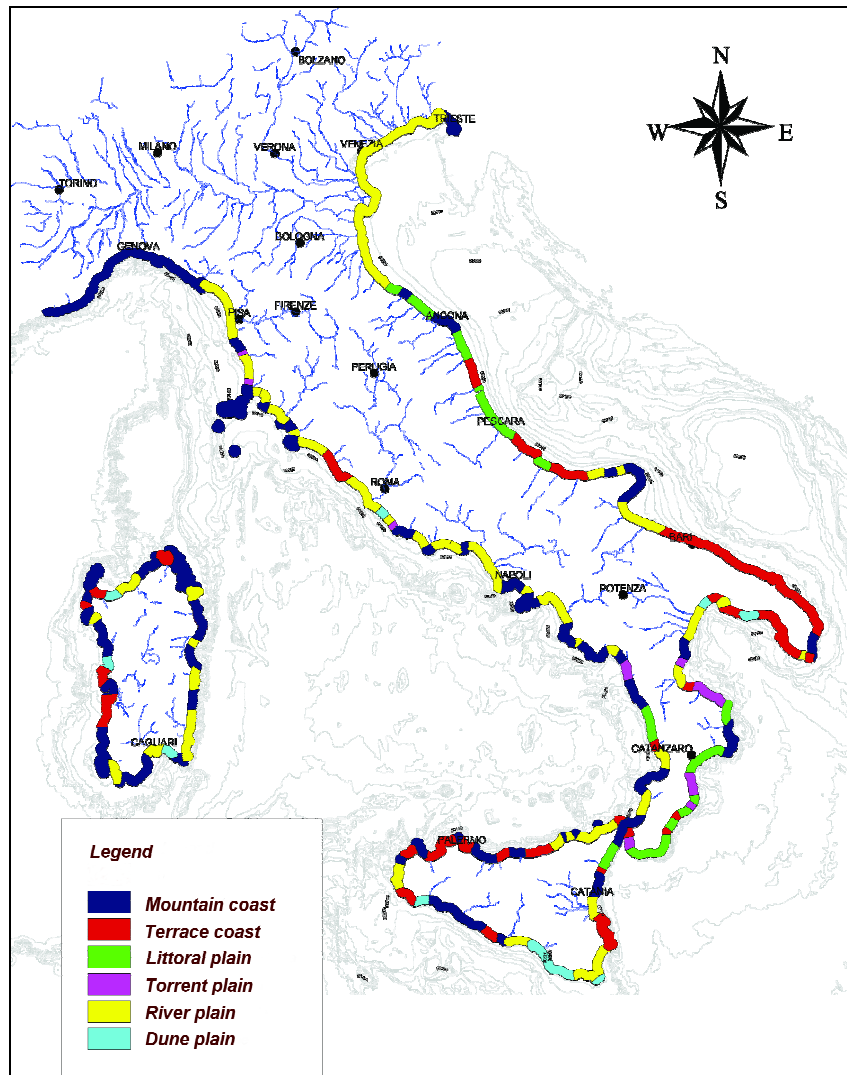 N
BOLZANO
TRIESTE
W
E
MILANO
VERONA
VENEZIA
TORINO
S
BOLOGNA
GENOVA
PISA
FIRENZE
ANCONA
PERUGIA
PESCARA
ROMA
BARI
NAPOLI
POTENZA
CAGLIARI
CATANZARO
PALERMO
CATANIA
Legend
Mountain coast
Terrace coast
Littoral plain
Torrent plain
River plain
Dune plain